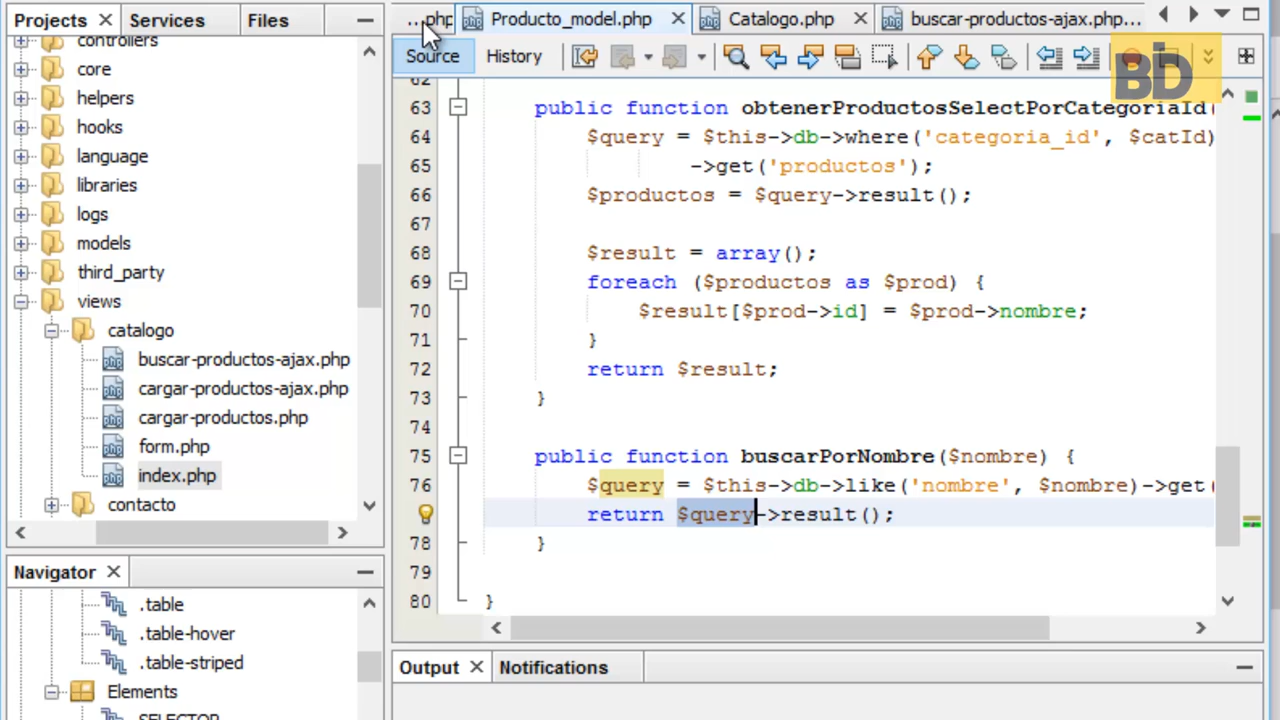 Projects
Services
Files
controllers
core
helpers
hooks
language
libraries
logs
models
third_party
views
catalogo
buscar-productos-ajax.php
cargar-productos-ajax.php
cargar-productos.php
form.php
index.php
contacto
Navigator
.table
.table-hover
.table-striped
Elements
SELECTOR
...php
Producto_model.php
Catalogo.php
buscar-productos-ajax.php...
Source
History
BD
62
63 public function obtenerProductosSelectPorCategoriaId(
64 $query = $this->db->where('categoria_id', $catId)
65 ->get('productos');
66 $productos = $query->result();
67
68 $result = array();
69 foreach ($productos as $prod) {
70 $result[$prod->id] = $prod->nombre;
71 }
72 return $result;
73 }
74
75 public function buscarPorNombre($nombre) {
76 $query = $this->db->like('nombre', $nombre)->get(
return $query->result();
78 }
79
80 }
Output
Notifications